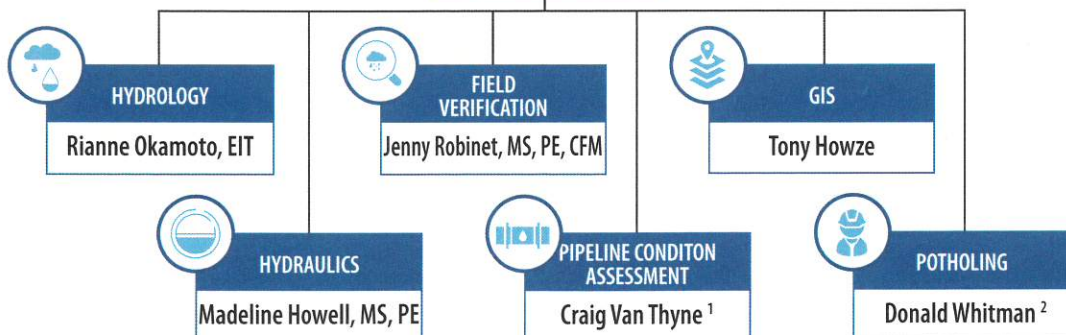 HYDROLOGY
Rianne Okamoto, EIT
FIELD
VERIFICATION
Jenny Robinet, MS, PE, CFM
GIS
Tony Howze
HYDRAULICS
Madeline Howell, MS, PE
PIPELINE CONDITON
ASSESSMENT
Craig Van Thyne 1
POTHOLING
Donald Whitman 2